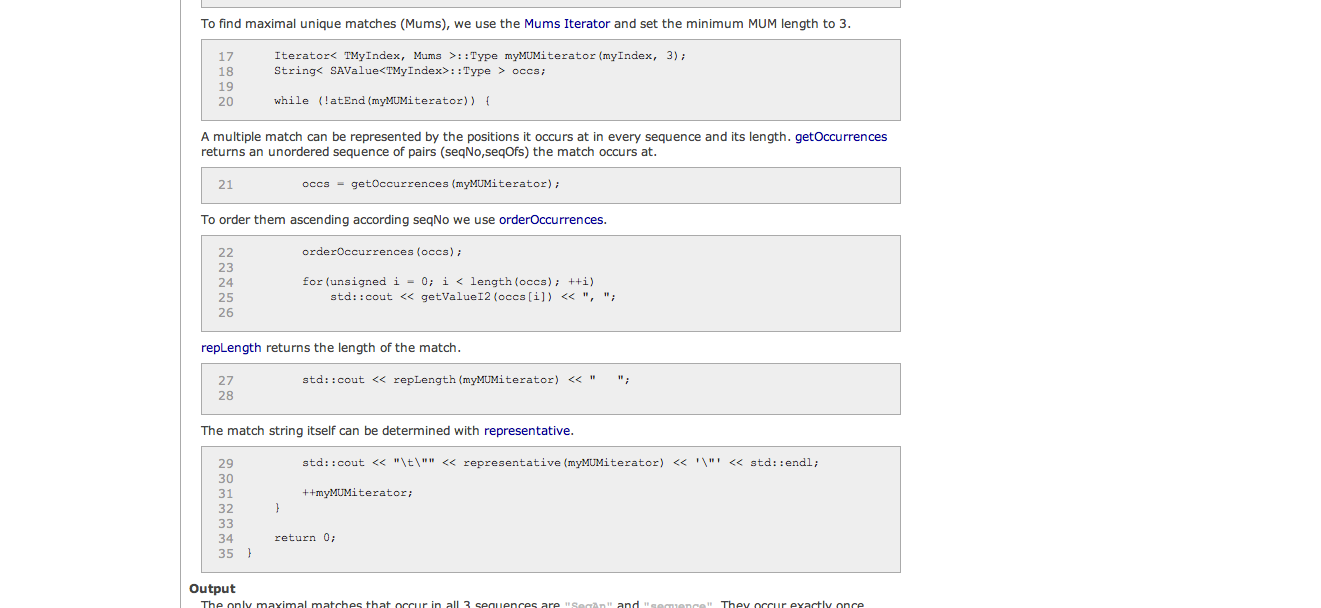 To find maximal unique matches (Mums), we use the Mums Iterator and set the minimum MUM length to 3.
17 Iterator< TMyIndex, Mums >::Type myMUMiterator(myIndex, 3);
18 String< SAValue<TMyIndex>::Type > occs;
19
20 while (!atEnd(myMUMiterator)) {
A multiple match can be represented by the positions it occurs at in every sequence and its length. getOccurrences
returns an unordered sequence of pairs (seqNo,seqOfs) the match occurs at.
21 occs = getOccurrences(myMUMiterator);
To order them ascending according seqNo we use orderOccurrences.
22 orderOccurrences(occs);
23
24 for(unsigned i = 0; i < length(occs); ++i)
25 std::cout << getValueI2(occs[i]) << ", ";
26
repLength returns the length of the match.
27 std::cout << repLength(myMUMiterator) << "   ";
28
The match string itself can be determined with representative.
29 std::cout << "\t\"" << representative(myMUMiterator) << '\"' << std::endl;
30
31 ++myMUMiterator;
32 }
33
34 return 0;
35 }
Output
The only maximal matches that occur in all 3 sequences are "SeqAn" and "sequence". They occur exactly once